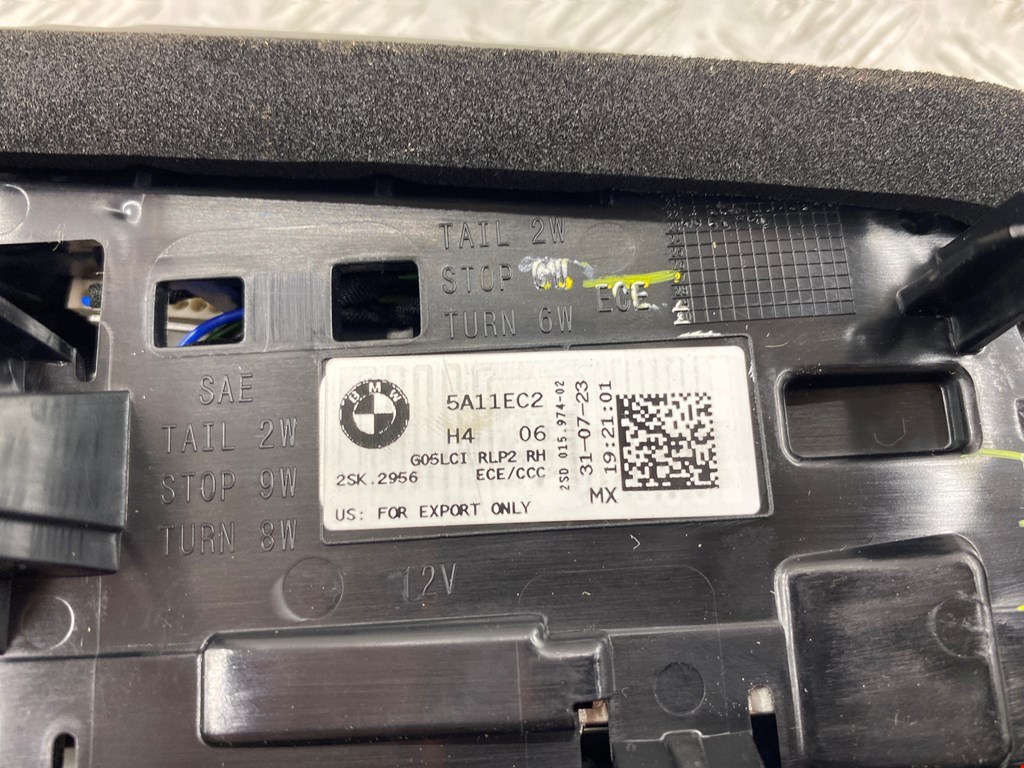 TAIL 2W
STOP
ECE
TURN 6W
SAE
TAIL 2W
STOP 9W
TURN 8W
BMW
5A11EC2
H4 06
G05LCI RLP2 RH
2SK.2956 ECE/CCC
US: FOR EXPORT ONLY
2SD 015.974-02
31-07-23
19:21:01
MX
12V